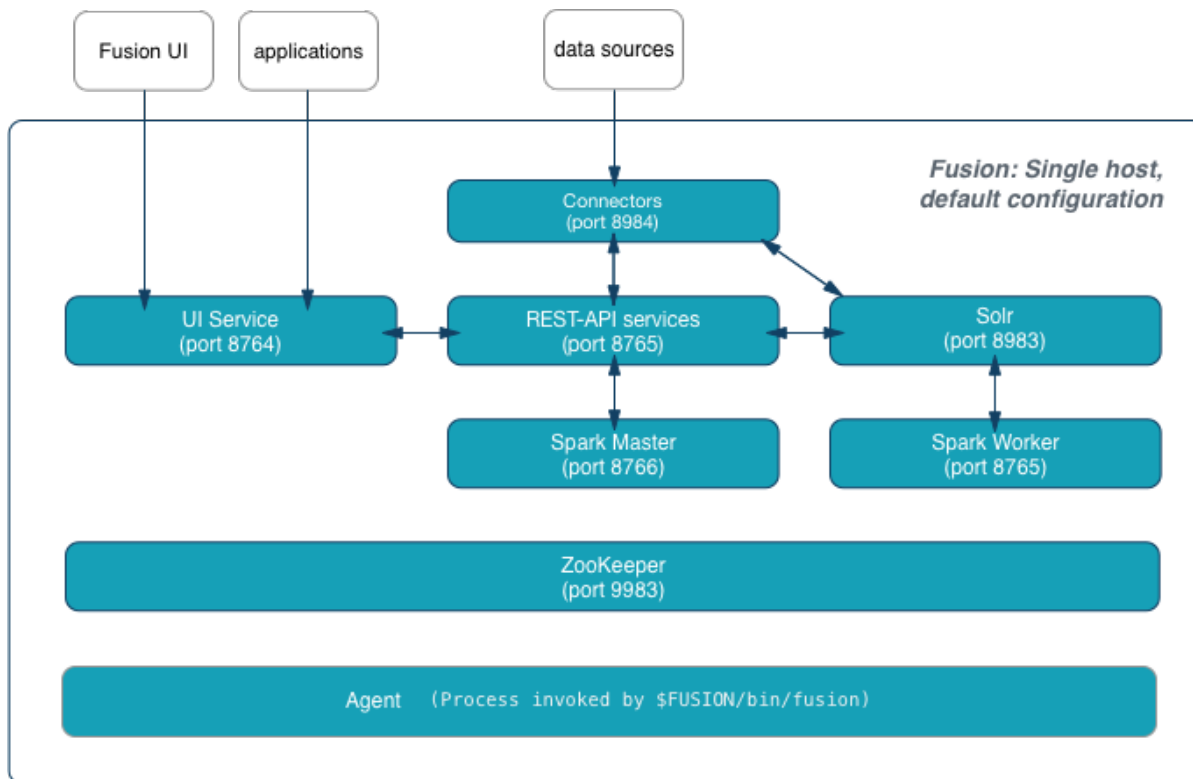 Fusion UI
applications
data sources
Fusion: Single host,
default configuration
Connectors
(port 8984)
UI Service
(port 8764)
REST-API services
(port 8765)
Solr
(port 8983)
Spark Master
(port 8766)
Spark Worker
(port 8765)
ZooKeeper
(port 9983)
Agent (Process invoked by $FUSION/bin/fusion)